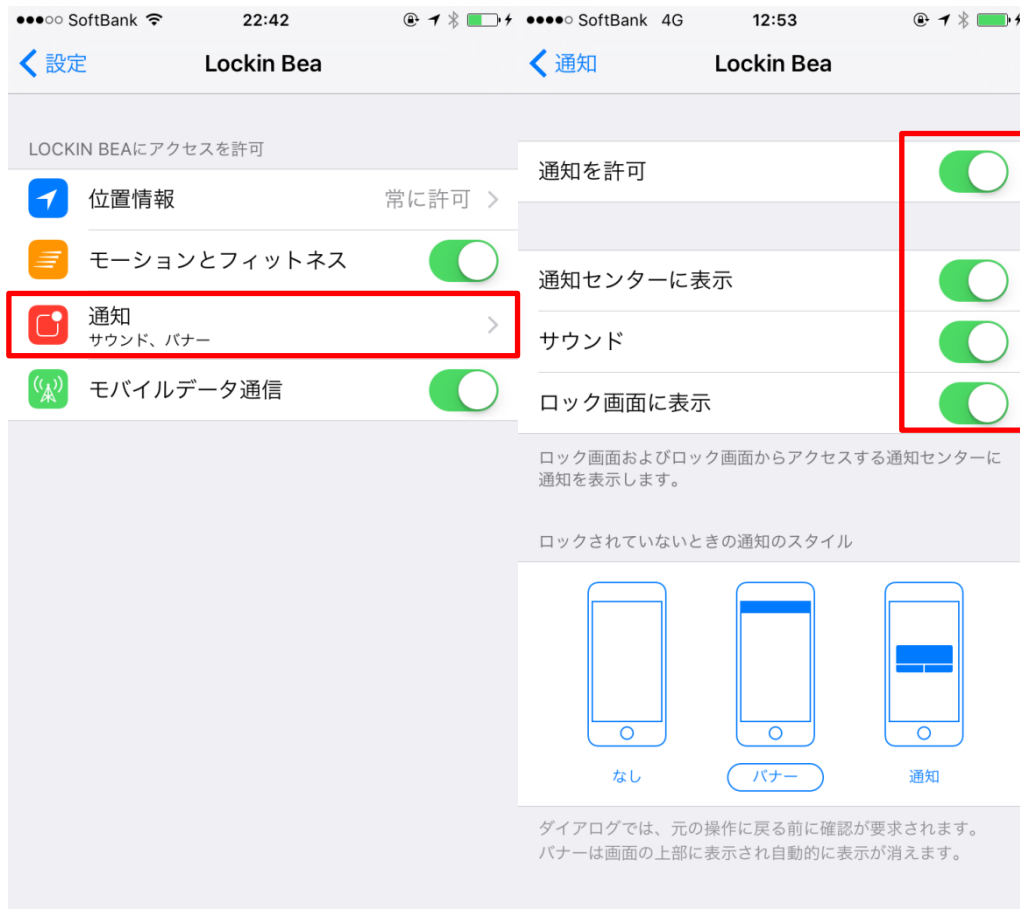 SoftBank 22:42
設定 Lockin Bea
LOCKIN BEAにアクセスを許可
位置情報 常に許可
モーションとフィットネス
通知
サウンド、バナー
モバイルデータ通信
SoftBank 4G 12:53
通知 Lockin Bea
通知を許可
通知センターに表示
サウンド
ロック画面に表示
ロック画面およびロック画面からアクセスする通知センターに
通知を表示します。
ロックされていないときの通知のスタイル
なし バナー 通知
ダイアログでは、元の操作に戻る前に確認が要求されます。
バナーは画面の上部に表示され自動的に表示が消えます。